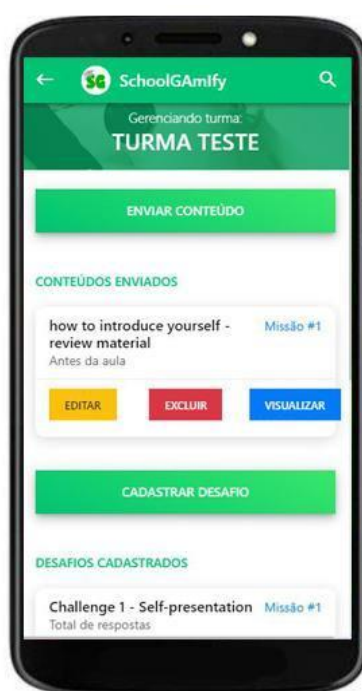 SG SchoolGAmIfy
Gerenciando turma:
TURMA TESTE
ENVIAR CONTEÚDO
CONTEÚDOS ENVIADOS
how to introduce yourself - Missão #1
review material
Antes da aula
EDITAR EXCLUIR VISUALIZAR
CADASTRAR DESAFIO
DESAFIOS CADASTRADOS
Challenge 1 - Self-presentation Missão #1
Total de respostas